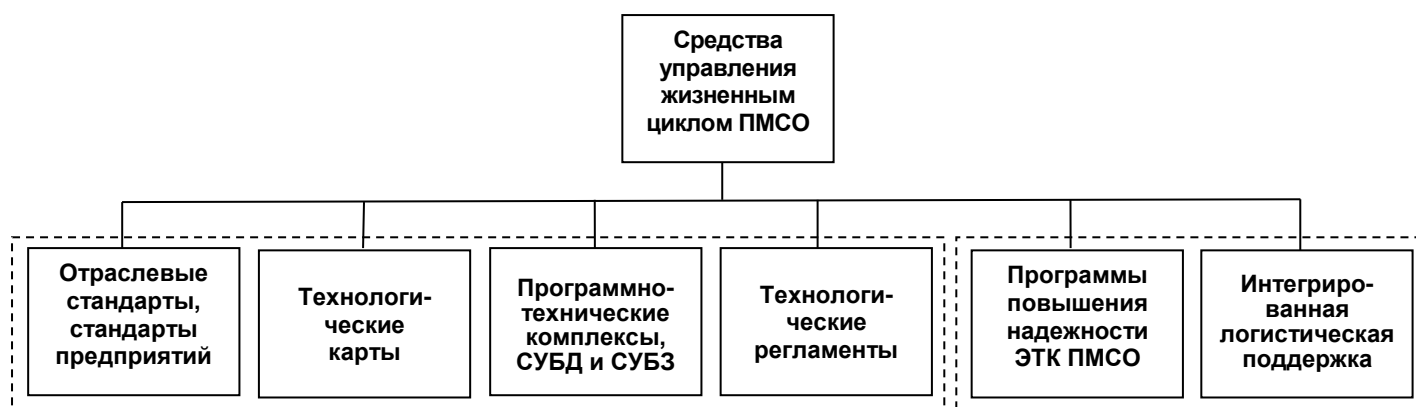 Средства
управления
жизненным
циклом ПМСО
Отраслевые
стандарты,
стандарты
предприятий
Технологи-
ческие
карты
Программно-
технические
комплексы,
СУБД и СУБЗ
Технологи-
ческие
регламенты
Программы
повышения
надежности
ЭТК ПМСО
Интегриро-
ванная
логистическая
поддержка